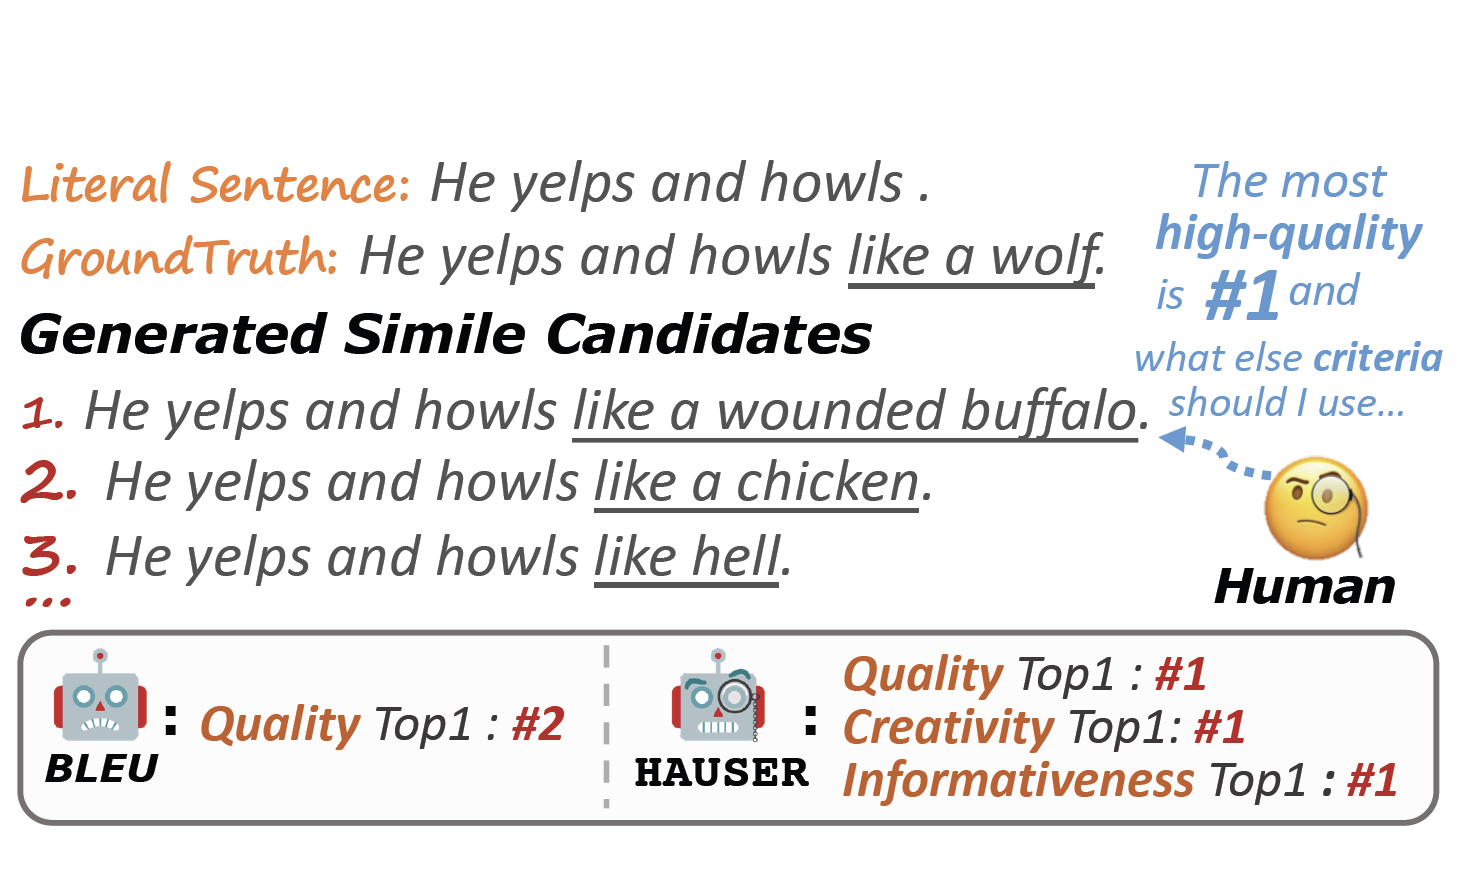 Literal Sentence: He yelps and howls .
GroundTruth: He yelps and howls like a wolf.
Generated Simile Candidates
1. He yelps and howls like a wounded buffalo.
2. He yelps and howls like a chicken.
3. He yelps and howls like hell.
...
The most
high-quality
is #1 and
what else criteria
should I use...
Human
BLEU
: Quality Top1 : #2
HAUSER
:
Quality Top1 : #1
Creativity Top1: #1
Informativeness Top1 : #1